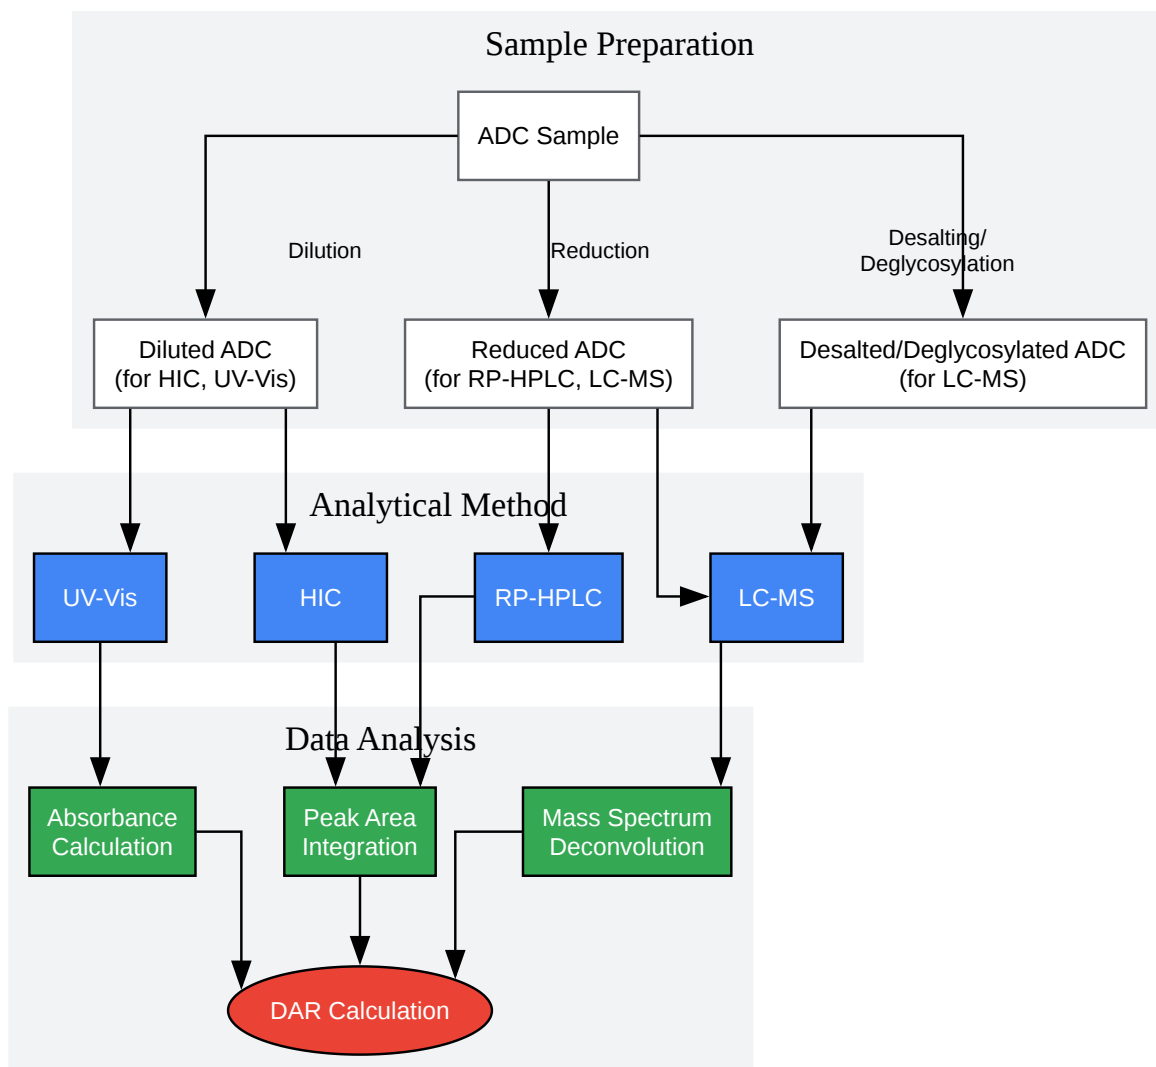 Sample Preparation
ADC Sample
Dilution
Reduction
Desalting/
Deglycosylation
Diluted ADC
(for HIC, UV-Vis)
Reduced ADC
(for RP-HPLC, LC-MS)
Desalted/Deglycosylated ADC
(for LC-MS)
Analytical Method
UV-Vis
HIC
RP-HPLC
LC-MS
Data Analysis
Absorbance
Calculation
Peak Area
Integration
Mass Spectrum
Deconvolution
DAR Calculation